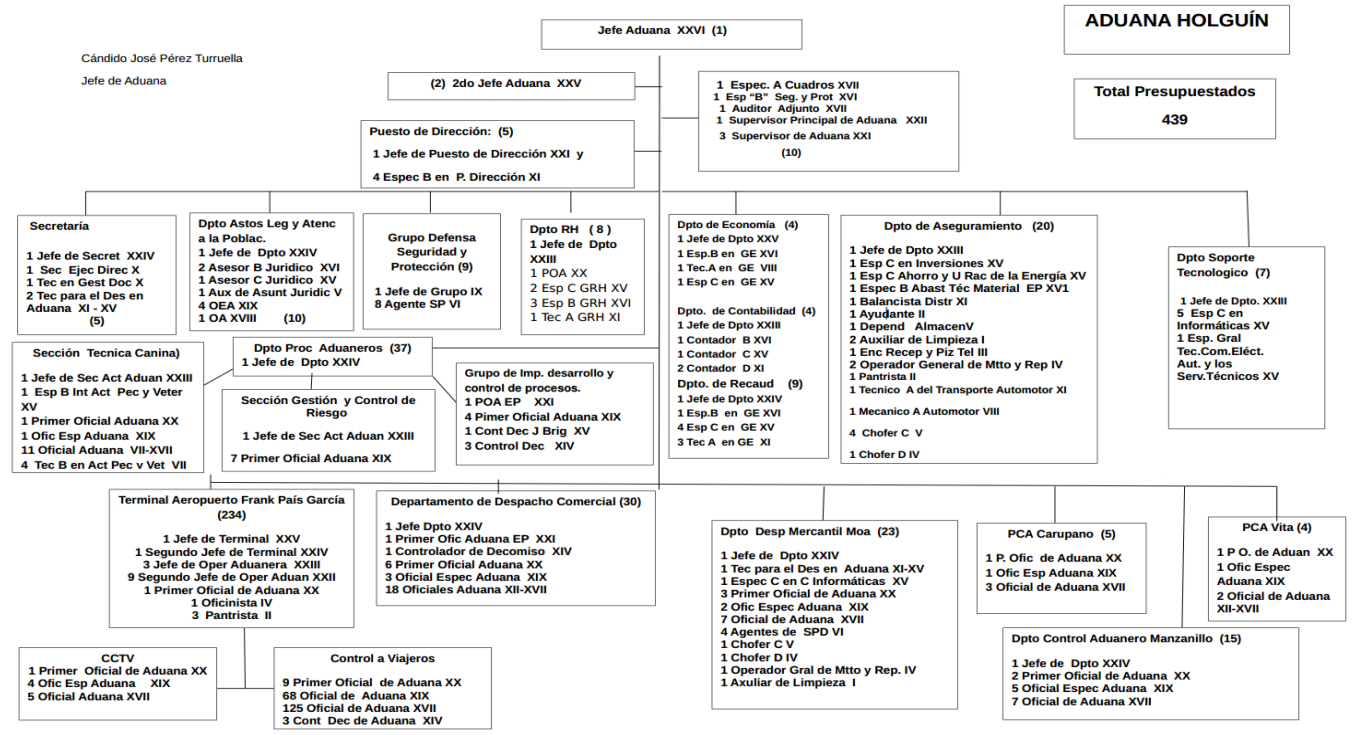 Jefe Aduana XXVI (1)
ADUANA HOLGUÍN
Cándido José Pérez Turruella
Jefe de Aduana
(2) 2do Jefe Aduana XXV
1 Espec. A Cuadros XVII
1 Esp “B” Seg. y Prot XVI
1 Auditor Adjunto XVII
1 Supervisor Principal de Aduana XXII
3 Supervisor de Aduana XXI
(10)
Total Presupuestados
439
Puesto de Dirección: (5)
1 Jefe de Puesto de Dirección XXI y
4 Espec B en P. Dirección XI
Secretaría
1 Jefe de Secret XXIV
1 Sec Ejec Direc X
1 Tec en Gest Doc X
2 Tec para el Des en
Aduana XI - XV
(5)
Dpto Astos Leg y Atenc
a la Poblac.
1 Jefe de Dpto XXIV
2 Asesor B Juridico XVI
1 Asesor C Juridico XV
1 Aux de Asunt Juridic V
4 OEA XIX
1 OA XVIII (10)
Grupo Defensa
Seguridad y
Protección (9)
1 Jefe de Grupo IX
8 Agente SP VI
Dpto RH ( 8 )
1 Jefe de Dpto
XXIII
1 POA XX
2 Esp C GRH XV
3 Esp B GRH XVI
1 Tec A GRH XI
Dpto de Economía (4)
1 Jefe de Dpto XXV
1 Esp.B en GE XVI
1 Tec.A en GE VIII
1 Esp C en GE XV
Dpto. de Contabilidad (4)
1 Jefe de Dpto XXIII
1 Contador B XVI
1 Contador C XV
2 Contador D XI
Dpto. de Recaud (9)
1 Jefe de Dpto XXIV
1 Esp.B en GE XVI
4 Esp C en GE XV
3 Tec A en GE XI
Dpto de Aseguramiento (20)
1 Jefe de Dpto XXIII
1 Esp C en Inversiones XV
1 Esp C Ahorro y U Rac de la Energía XV
1 Espec B Abast Téc Material EP XV1
1 Balancista Distr XI
1 Ayudante II
1 Depend AlmacenV
2 Auxiliar de Limpieza I
1 Enc Recep y Piz Tel III
2 Operador General de Mtto y Rep IV
1 Pantrista II
1 Tecnico A del Transporte Automotor XI
1 Mecanico A Automotor VIII
4 Chofer C V
1 Chofer D IV
Dpto Soporte
Tecnologico (7)
1 Jefe de Dpto. XXIII
5 Esp C en
Informáticas XV
1 Esp. Gral
Tec.Com.Eléct.
Aut. y los
Serv.Técnicos XV
Sección Tecnica Canina)
1 Jefe de Sec Act Aduan XXIII
1 Esp B Int Act Pec y Veter
XV
1 Primer Oficial Aduana XX
1 Ofic Esp Aduana XIX
11 Oficial Aduana VII-XVII
4 Tec B en Act Pec v Vet VII
Dpto Proc Aduaneros (37)
1 Jefe de Dpto XXIV
Sección Gestión y Control de
Riesgo
1 Jefe de Sec Act Aduan XXIII
7 Primer Oficial Aduana XIX
Grupo de Imp. desarrollo y
control de procesos.
1 POA EP XXI
4 Pimer Oficial Aduana XIX
1 Cont Dec J Brig XV
3 Control Dec XIV
Terminal Aeropuerto Frank País García
(234)
1 Jefe de Terminal XXV
1 Segundo Jefe de Terminal XXIV
3 Jefe de Oper Aduanera XXIII
9 Segundo Jefe de Oper Aduan XXII
1 Primer Oficial de Aduana XX
1 Oficinista IV
3 Pantrista II
Departamento de Despacho Comercial (30)
1 Jefe Dpto XXIV
1 Primer Ofic Aduana EP XXI
1 Controlador de Decomiso XIV
6 Primer Oficial Aduana XX
3 Oficial Espec Aduana XIX
18 Oficiales Aduana XII-XVII
Dpto Desp Mercantil Moa (23)
1 Jefe de Dpto XXIV
1 Tec para el Des en Aduana XI-XV
1 Espec C en C Informáticas XV
3 Primer Oficial de Aduana XX
2 Ofic Espec Aduana XIX
7 Oficial de Aduana XVII
4 Agentes de SPD VI
1 Chofer C V
1 Chofer D IV
1 Operador Gral de Mtto y Rep. IV
1 Axuliar de Limpieza I
PCA Carupano (5)
1 P. Ofic de Aduana XX
1 Ofic Esp Aduana XIX
3 Oficial de Aduana XVII
PCA Vita (4)
1 P O. de Aduan XX
1 Ofic Espec
Aduana XIX
2 Oficial de Aduana
XII-XVII
Dpto Control Aduanero Manzanillo (15)
1 Jefe de Dpto XXIV
2 Primer Oficial de Aduana XX
5 Oficial Espec Aduana XIX
7 Oficial de Aduana XVII
CCTV
1 Primer Oficial de Aduana XX
4 Ofic Esp Aduana XIX
5 Oficial Aduana XVII
Control a Viajeros
9 Primer Oficial de Aduana XX
68 Oficial de Aduana XIX
125 Oficial de Aduana XVII
3 Cont Dec de Aduana XIV